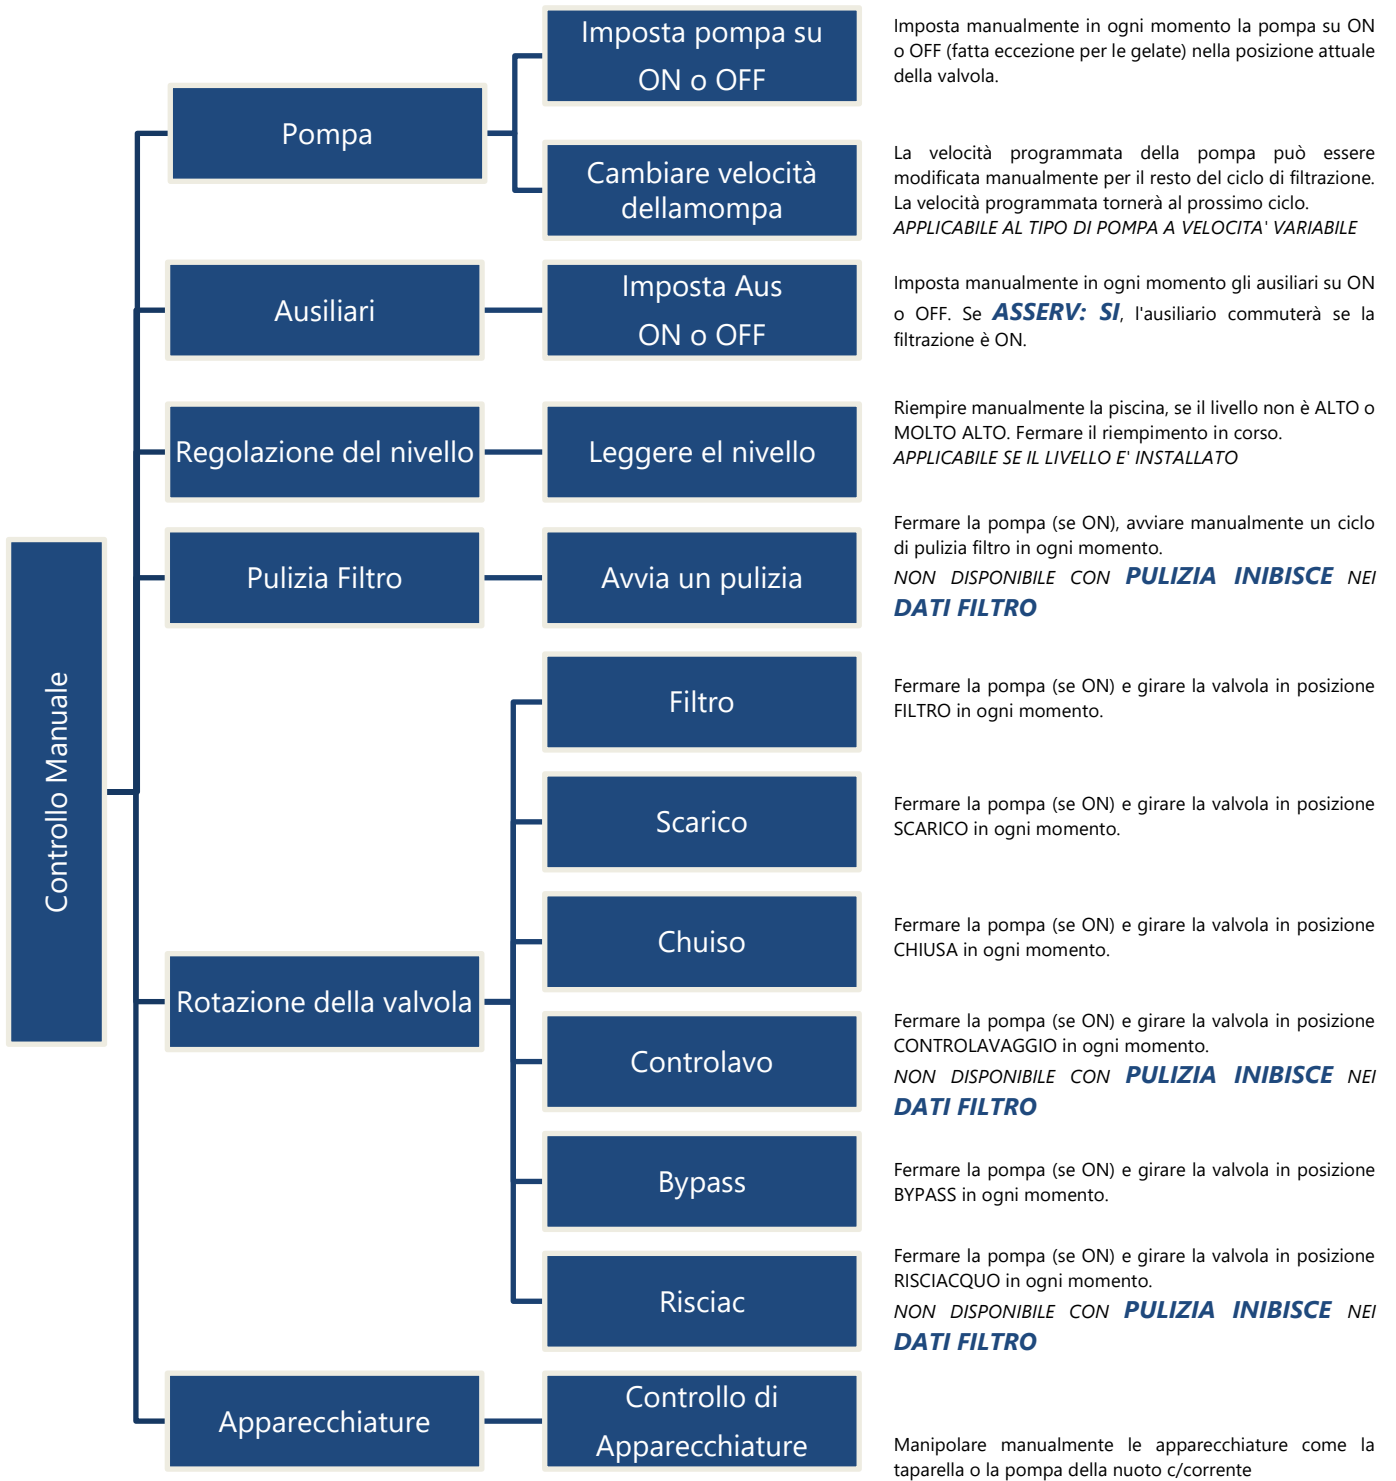 Controllo Manuale
Pompa
Imposta pompa su
ON o OFF
Imposta manualmente in ogni momento la pompa su ON
o OFF (fatta eccezione per le gelate) nella posizione attuale
della valvola.
Cambiare velocità
dellamompa
La velocità programmata della pompa può essere
modificata manualmente per il resto del ciclo di filtrazione.
La velocità programmata tornerà al prossimo ciclo.
APPLICABILE AL TIPO DI POMPA A VELOCITA' VARIABILE
Ausiliari
Imposta Aus
ON o OFF
Imposta manualmente in ogni momento gli ausiliari su ON
o OFF. Se ASSERV: SI, l'ausiliario commuterà se la
filtrazione è ON.
Regolazione del nivello
Leggere el nivello
Riempire manualmente la piscina, se il livello non è ALTO o
MOLTO ALTO. Fermare il riempimento in corso.
APPLICABILE SE IL LIVELLO E' INSTALLATO
Pulizia Filtro
Avvia un pulizia
Fermare la pompa (se ON), avviare manualmente un ciclo
di pulizia filtro in ogni momento.
NON DISPONIBILE CON PULIZIA INIBISCE NEI
DATI FILTRO
Rotazione della valvola
Filtro
Fermare la pompa (se ON) e girare la valvola in posizione
FILTRO in ogni momento.
Scarico
Fermare la pompa (se ON) e girare la valvola in posizione
SCARICO in ogni momento.
Chuiso
Fermare la pompa (se ON) e girare la valvola in posizione
CHIUSA in ogni momento.
Controlavo
Fermare la pompa (se ON) e girare la valvola in posizione
CONTROLAVAGGIO in ogni momento.
NON DISPONIBILE CON PULIZIA INIBISCE NEI
DATI FILTRO
Bypass
Fermare la pompa (se ON) e girare la valvola in posizione
BYPASS in ogni momento.
Risciac
Fermare la pompa (se ON) e girare la valvola in posizione
RISCIACQUO in ogni momento.
NON DISPONIBILE CON PULIZIA INIBISCE NEI
DATI FILTRO
Apparecchiature
Controllo di
Apparecchiature
Manipolare manualmente le apparecchiature come la
taparella o la pompa della nuoto c/corrente